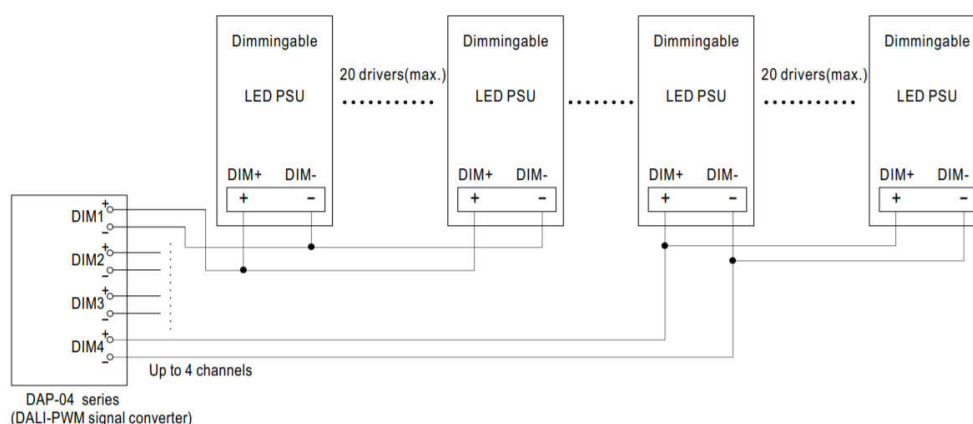 Dimmingable
LED PSU
DIM+ DIM-
+ −
20 drivers(max.)
Dimmingable
LED PSU
DIM+ DIM-
+ −
Dimmingable
LED PSU
DIM+ DIM-
+ −
20 drivers(max.)
Dimmingable
LED PSU
DIM+ DIM-
+ −
+
DIM1
−
+
DIM2
−
+
DIM3
−
+
DIM4
−
Up to 4 channels
DAP-04 series
(DALI-PWM signal converter)